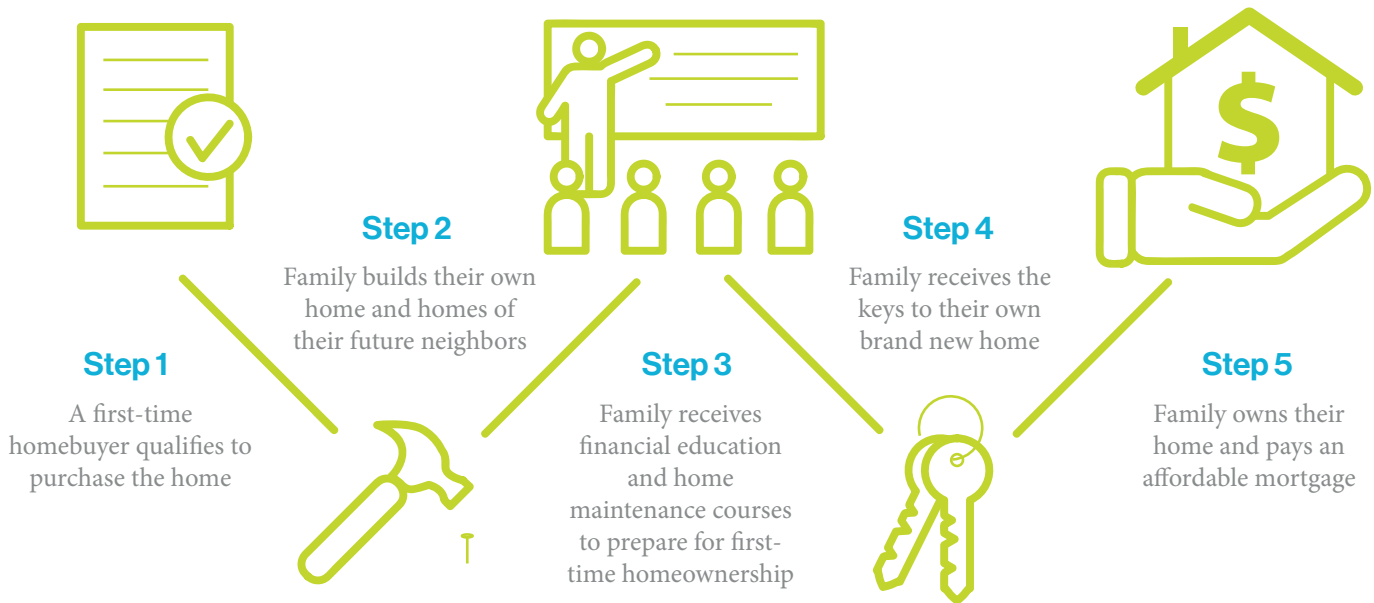 Step 1
A first-time
homebuyer qualifies to
purchase the home
Step 2
Family builds their own
home and homes of
their future neighbors
Step 3
Family receives
financial education
and home
maintenance courses
to prepare for first-
time homeownership
Step 4
Family receives the
keys to their own
brand new home
$
Step 5
Family owns their
home and pays an
affordable mortgage